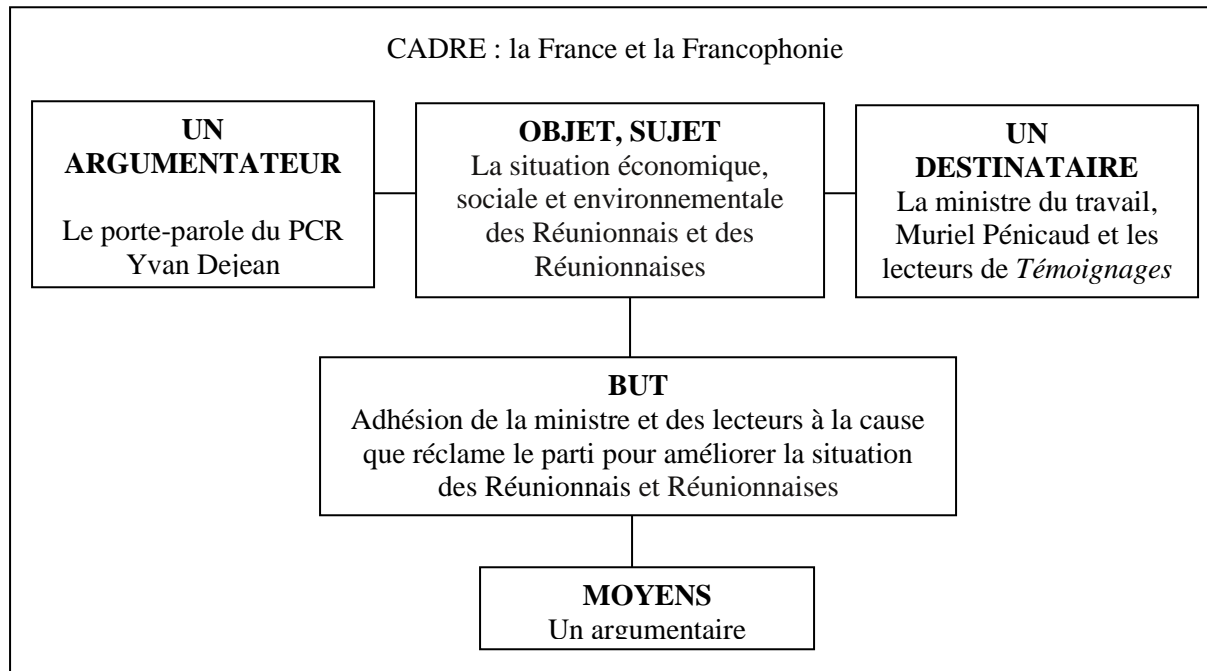 CADRE : la France et la Francophonie
UN
ARGUMENTATEUR
Le porte-parole du PCR
Yvan Dejean
OBJET, SUJET
La situation économique,
sociale et environnementale
des Réunionnais et des
Réunionnaises
UN
DESTINATAIRE
La ministre du travail,
Muriel Pénicaud et les
lecteurs de Témoignages
BUT
Adhésion de la ministre et des lecteurs à la cause
que réclame le parti pour améliorer la situation
des Réunionnais et Réunionnaises
MOYENS
Un argumentaire